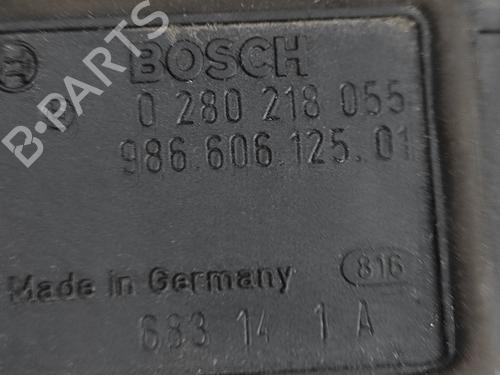 BOSCH
0 280 218 055
986.606.125.01
Made in Germany
816
683 14 1 A
B-PARTS